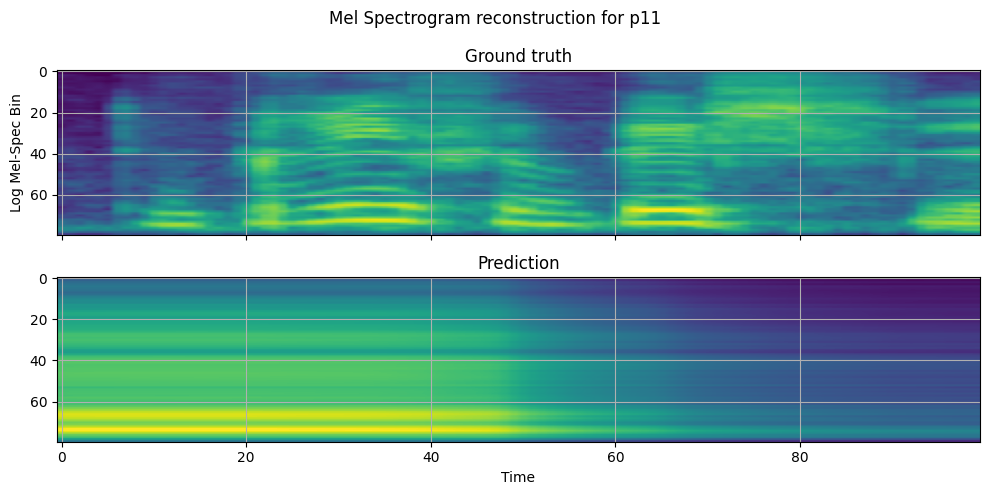 Mel Spectrogram reconstruction for p11
Ground truth
Log Mel-Spec Bin
0
20
40
60
Prediction
0
20
40
60
0 20 40 60 80
Time